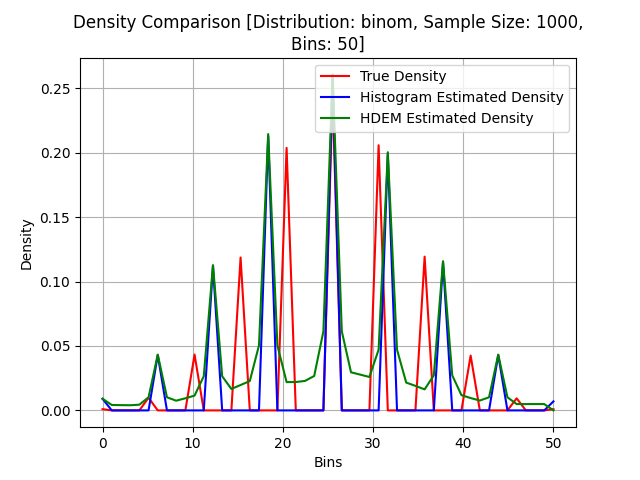 Density Comparison [Distribution: binom, Sample Size: 1000,
Bins: 50]
True Density
Histogram Estimated Density
HDEM Estimated Density
0.25
0.20
0.15
0.10
0.05
0.00
Density
0 10 20 30 40 50
Bins